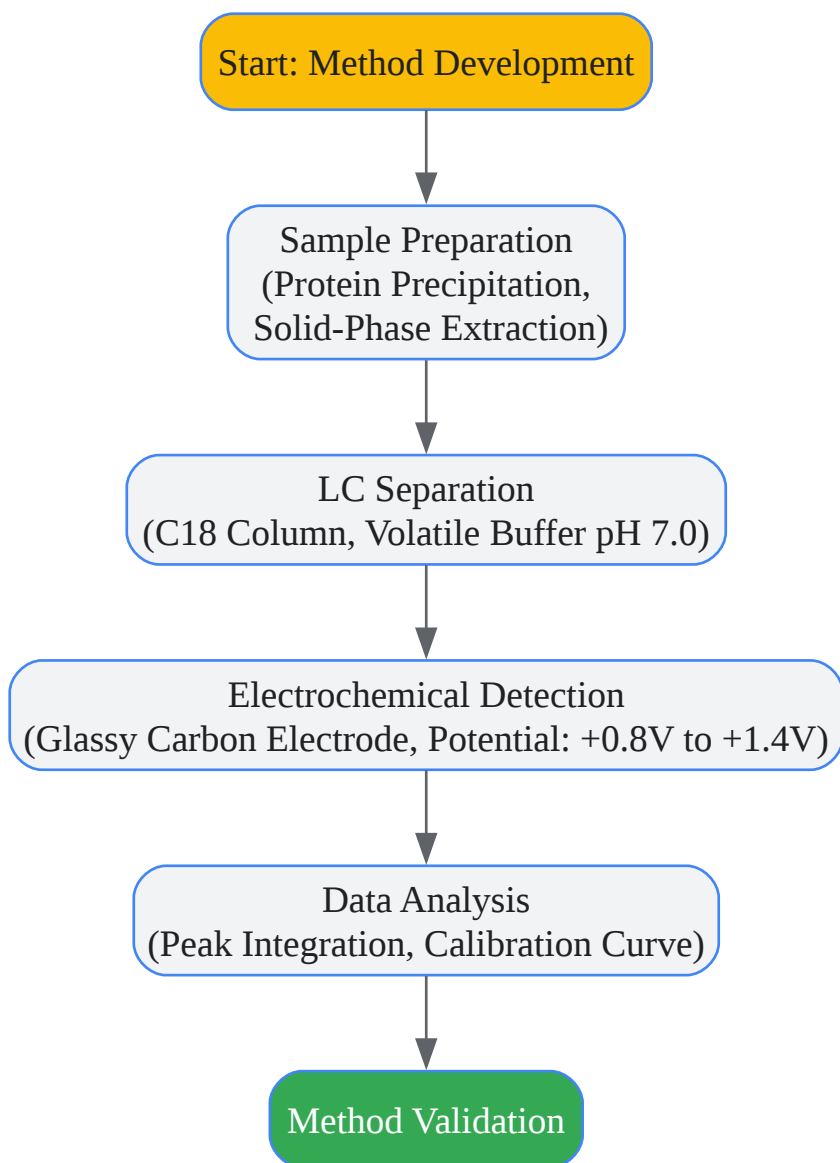 Start: Method Development
Sample Preparation
(Protein Precipitation,
Solid-Phase Extraction)
LC Separation
(C18 Column, Volatile Buffer pH 7.0)
Electrochemical Detection
(Glassy Carbon Electrode, Potential: +0.8V to +1.4V)
Data Analysis
(Peak Integration, Calibration Curve)
Method Validation